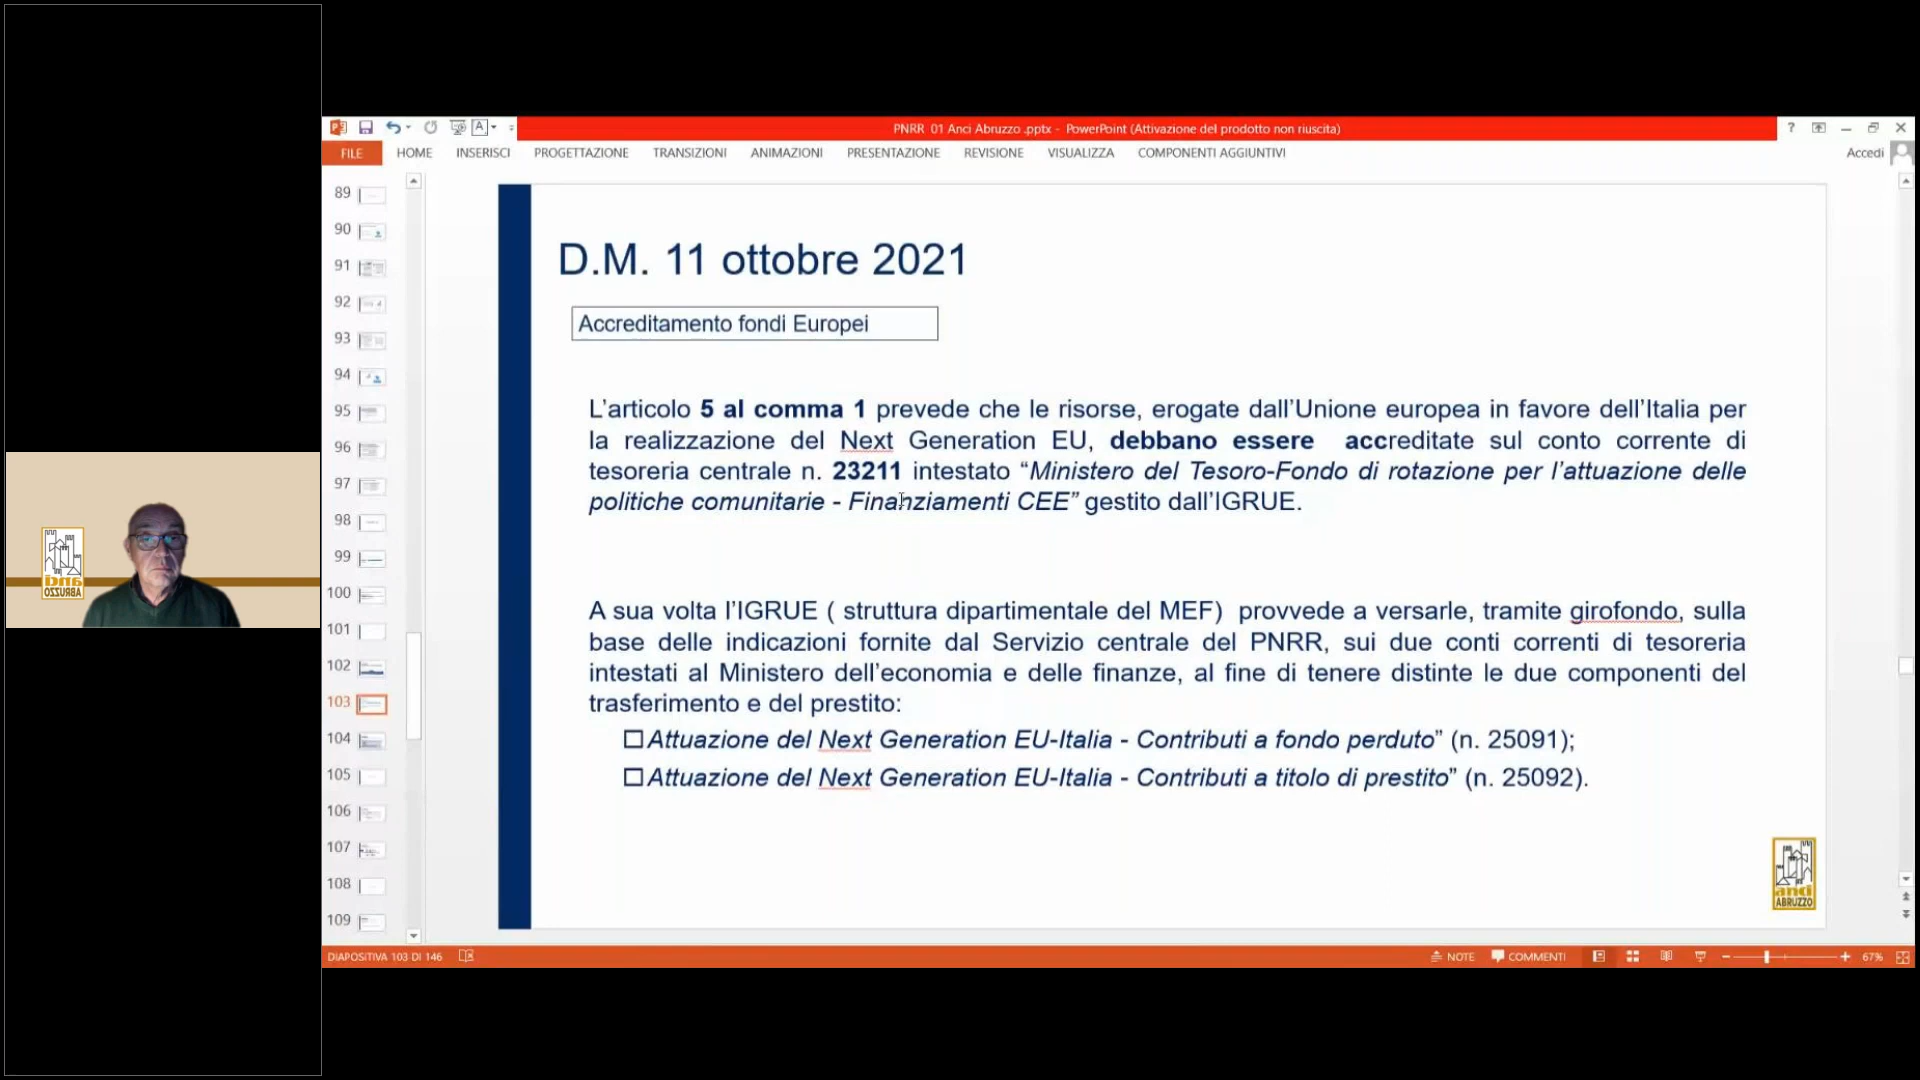 PNRR 01 Anci Abruzzo .pptx - PowerPoint (Attivazione del prodotto non riuscita)
FILE HOME INSERISCI PROGETTAZIONE TRANSIZIONI ANIMAZIONI PRESENTAZIONE REVISIONE VISUALIZZA COMPONENTI AGGIUNTIVI Accedi
89
90
91
92
93
94
95
96
97
98
99
100
101
102
103
104
105
106
107
108
109
D.M. 11 ottobre 2021
Accreditamento fondi Europei
L’articolo 5 al comma 1 prevede che le risorse, erogate dall’Unione europea in favore dell’Italia per
la realizzazione del Next Generation EU, debbano essere accreditate sul conto corrente di
tesoreria centrale n. 23211 intestato “Ministero del Tesoro-Fondo di rotazione per l’attuazione delle
politiche comunitarie - Finanziamenti CEE” gestito dall’IGRUE.
A sua volta l’IGRUE ( struttura dipartimentale del MEF) provvede a versarle, tramite girofondo, sulla
base delle indicazioni fornite dal Servizio centrale del PNRR, sui due conti correnti di tesoreria
intestati al Ministero dell’economia e delle finanze, al fine di tenere distinte le due componenti del
trasferimento e del prestito:
Attuazione del Next Generation EU-Italia - Contributi a fondo perduto” (n. 25091);
Attuazione del Next Generation EU-Italia - Contributi a titolo di prestito” (n. 25092).
anci
ABRUZZO
anci
ABRUZZO
DIAPOSITIVA 103 DI 146
NOTE COMMENTI 67%